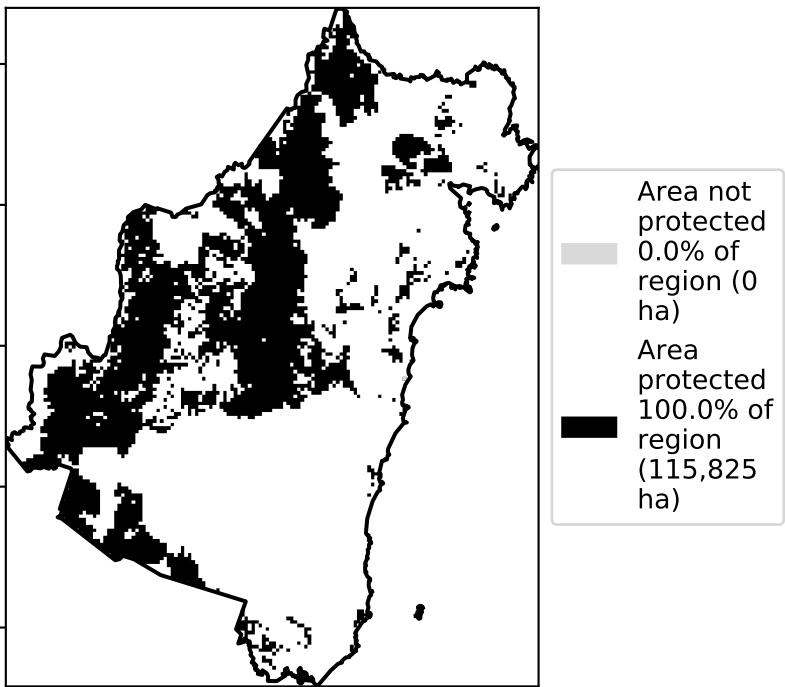 Area not
protected
0.0% of
region (0
ha)
Area
protected
100.0% of
region
(115,825
ha)